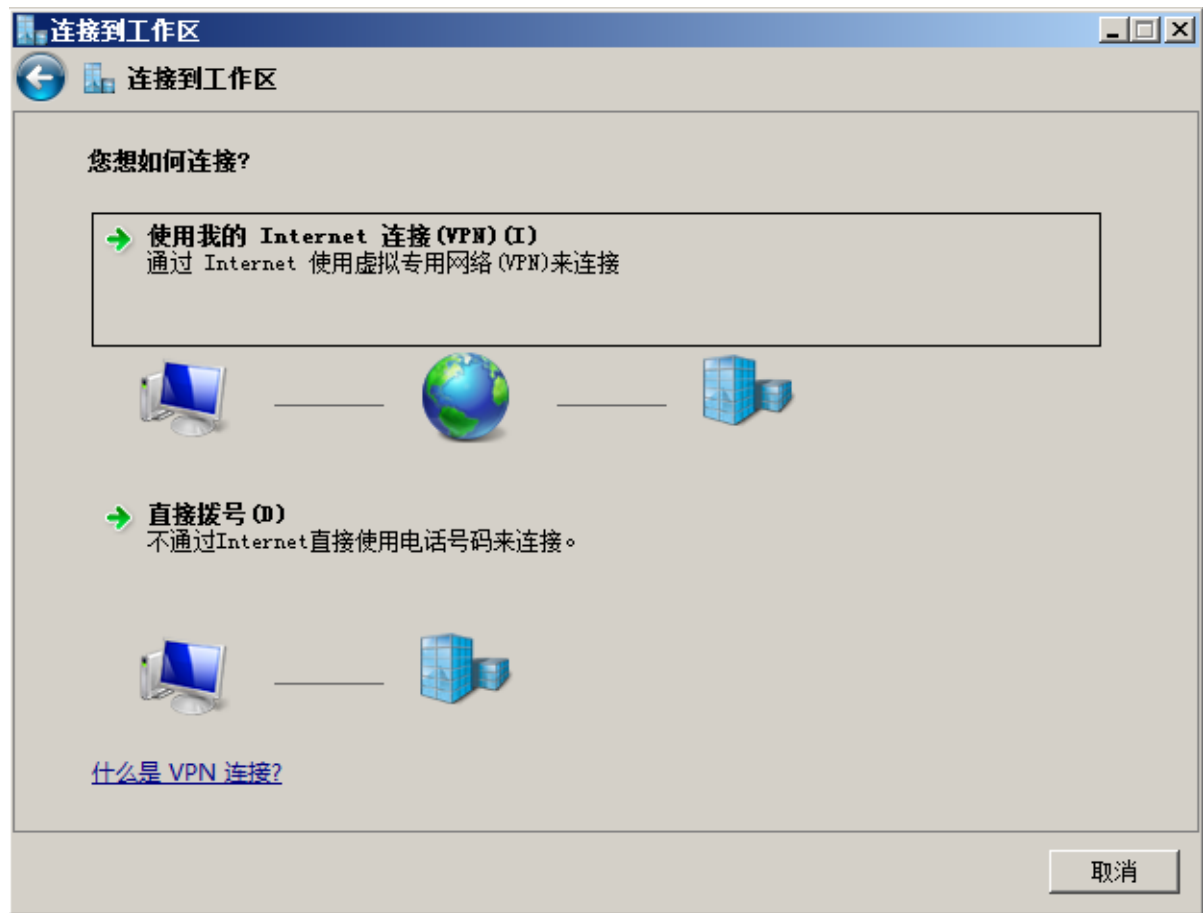 连接到工作区
连接到工作区
您想如何连接?
使用我的 Internet 连接(VPN)(I)
通过 Internet 使用虚拟专用网络(VPN)来连接
直接拨号(D)
不通过Internet直接使用电话号码来连接。
什么是 VPN 连接?
取消